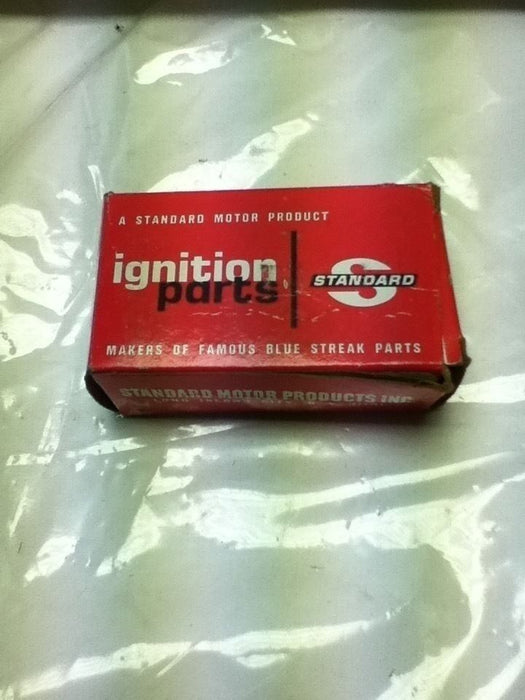 A STANDARD MOTOR PRODUCT
ignition
parts
STANDARD
MAKERS OF FAMOUS BLUE STREAK PARTS
STANDARD MOTOR PRODUCTS INC